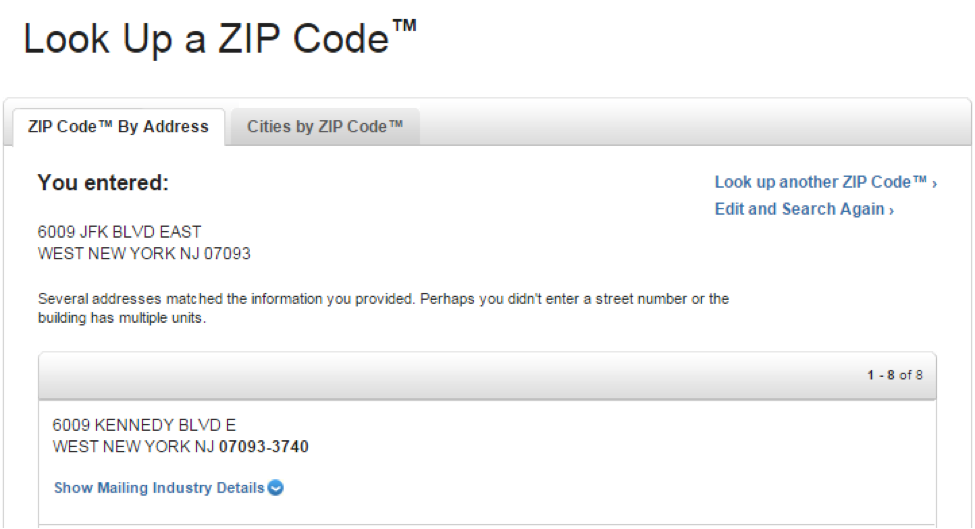 Look Up a ZIP Code™
ZIP Code™ By Address
Cities by ZIP Code™
You entered:
Look up another ZIP Code™ ›
Edit and Search Again ›
6009 JFK BLVD EAST
WEST NEW YORK NJ 07093
Several addresses matched the information you provided. Perhaps you didn't enter a street number or the
building has multiple units.
1 - 8 of 8
6009 KENNEDY BLVD E
WEST NEW YORK NJ 07093-3740
Show Mailing Industry Details